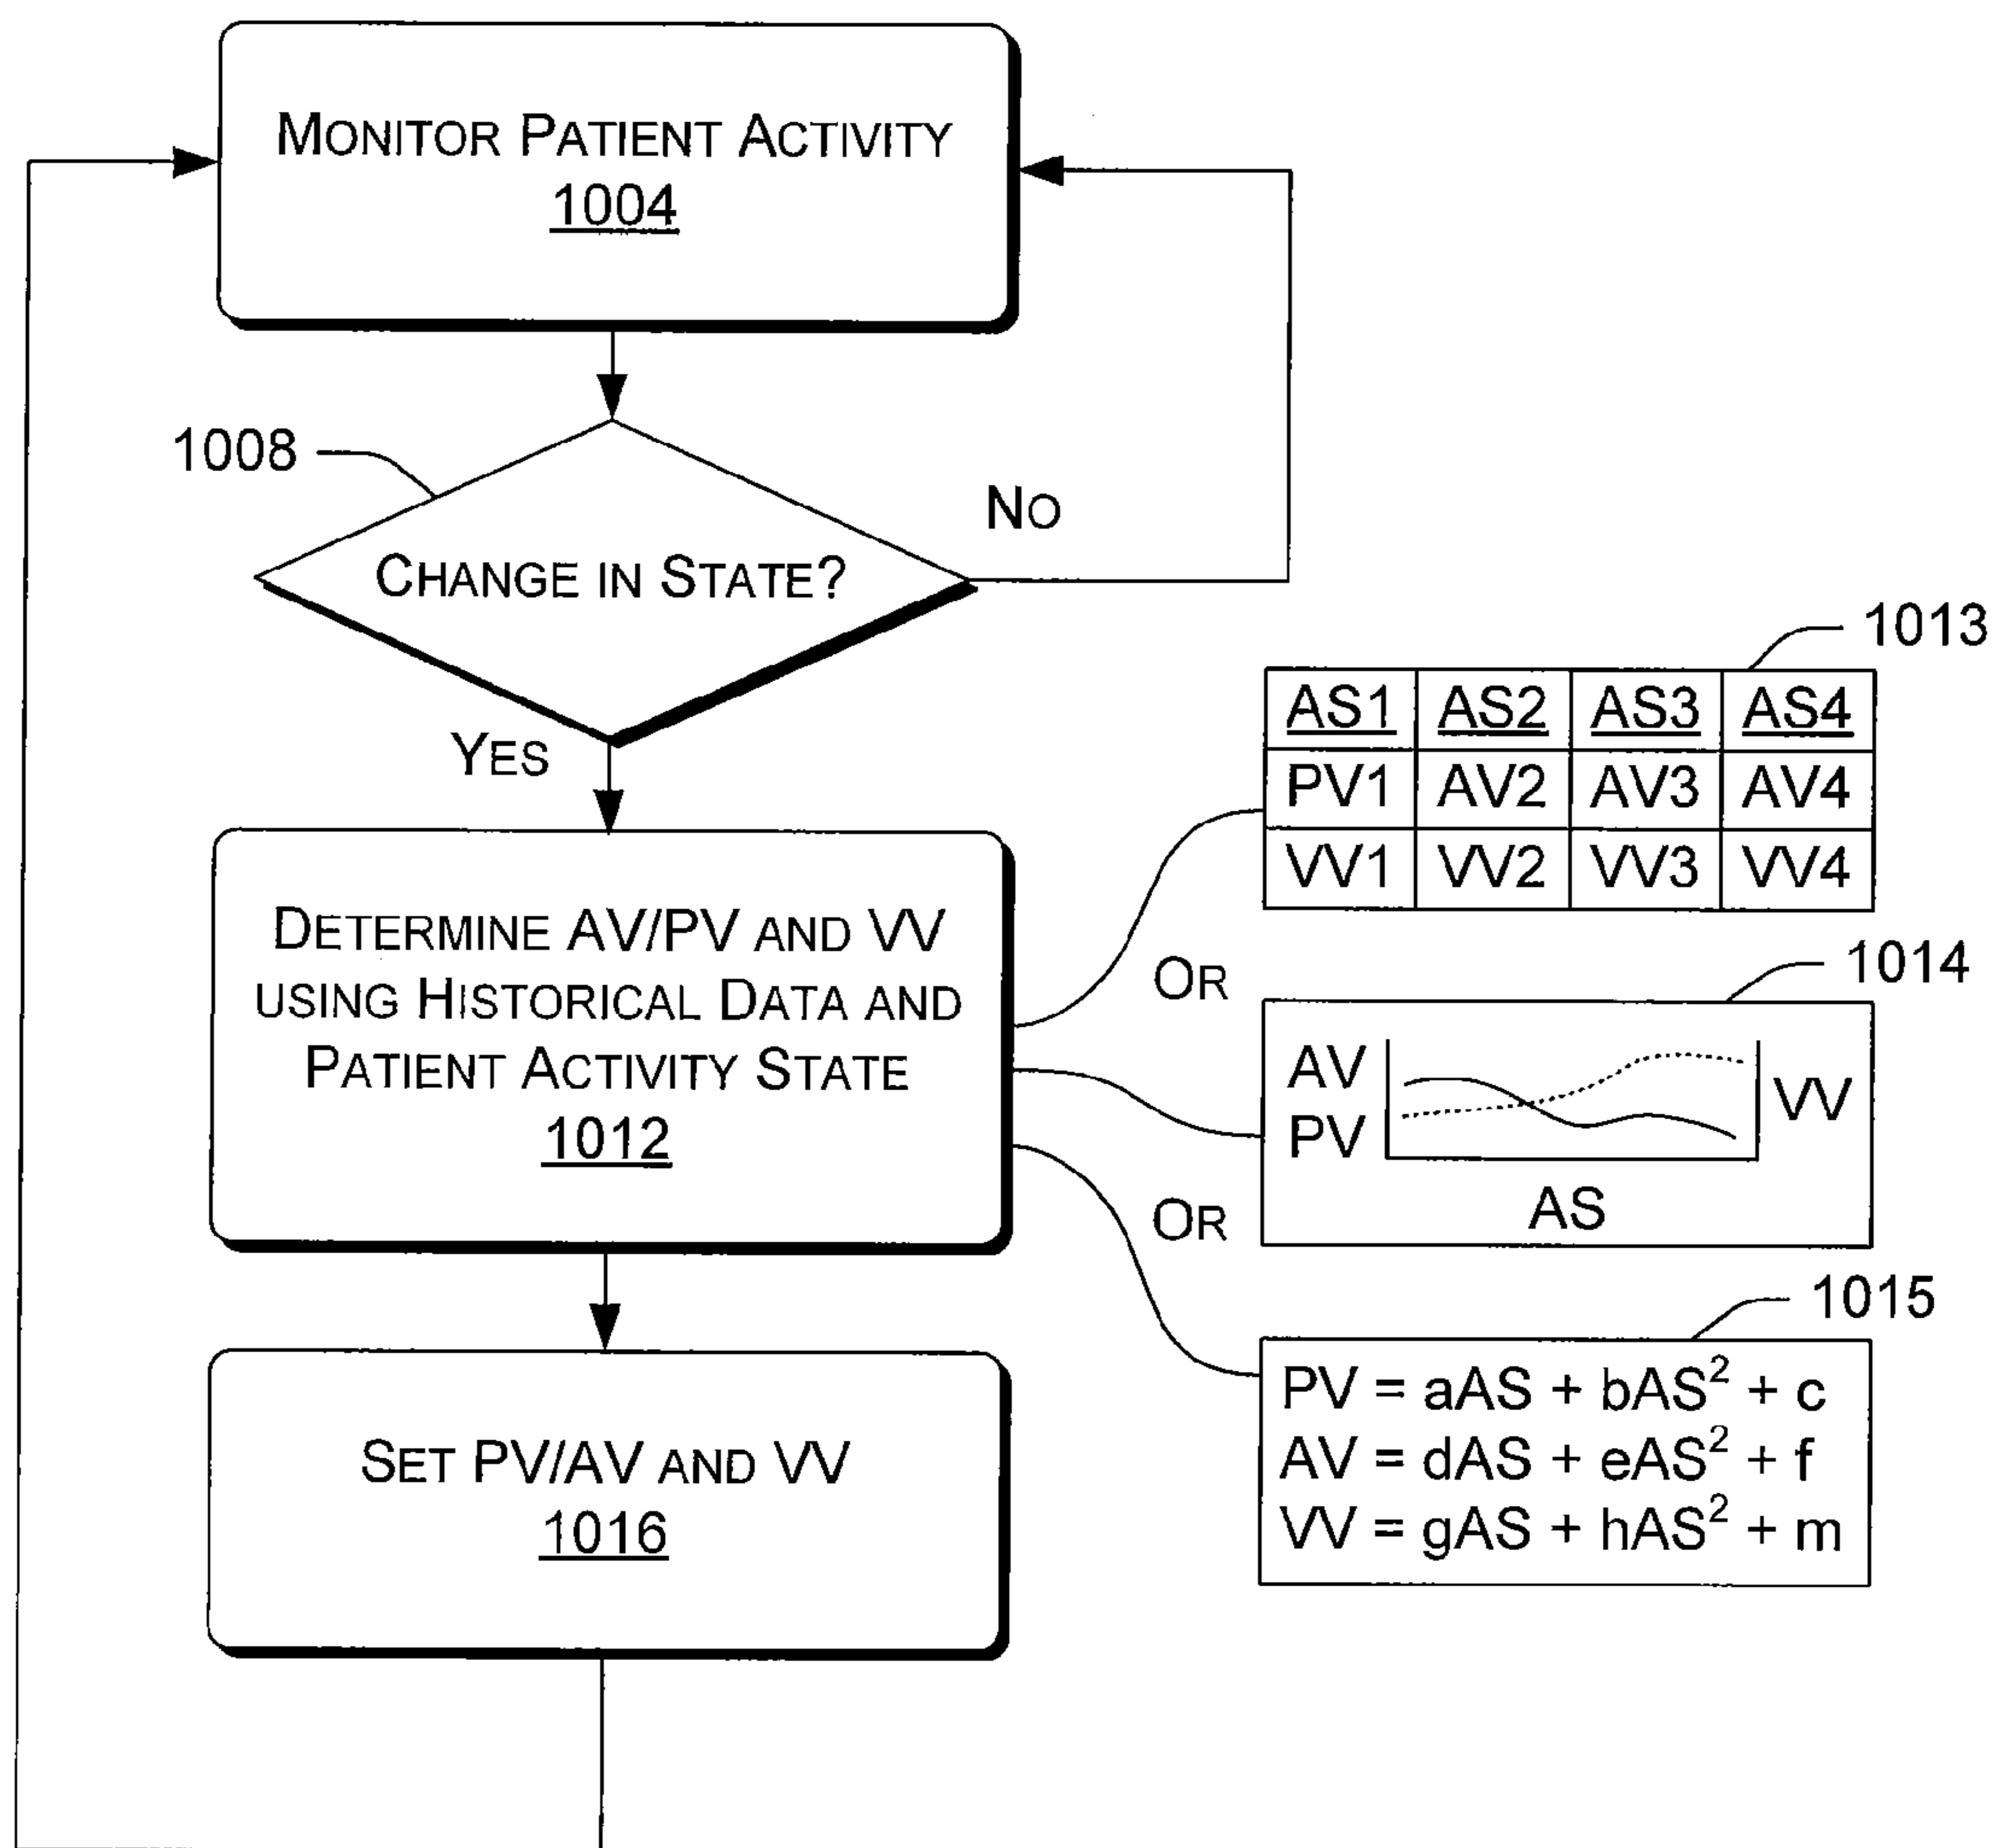 MONITOR PATIENT ACTIVITY
1004
1008
NO
CHANGE IN STATE?
YES
1013
AS1 AS2 AS3 AS4
PV1 AV2 AV3 AV4
VV1 VV2 VV3 VV4
DETERMINE AV/PV AND VV
USING HISTORICAL DATA AND
PATIENT ACTIVITY STATE
1012
OR
1014
AV
PV
VV
AS
OR
1015
PV = aAS + bAS² + c
AV = dAS + eAS² + f
VV = gAS + hAS² + m
SET PV/AV AND VV
1016